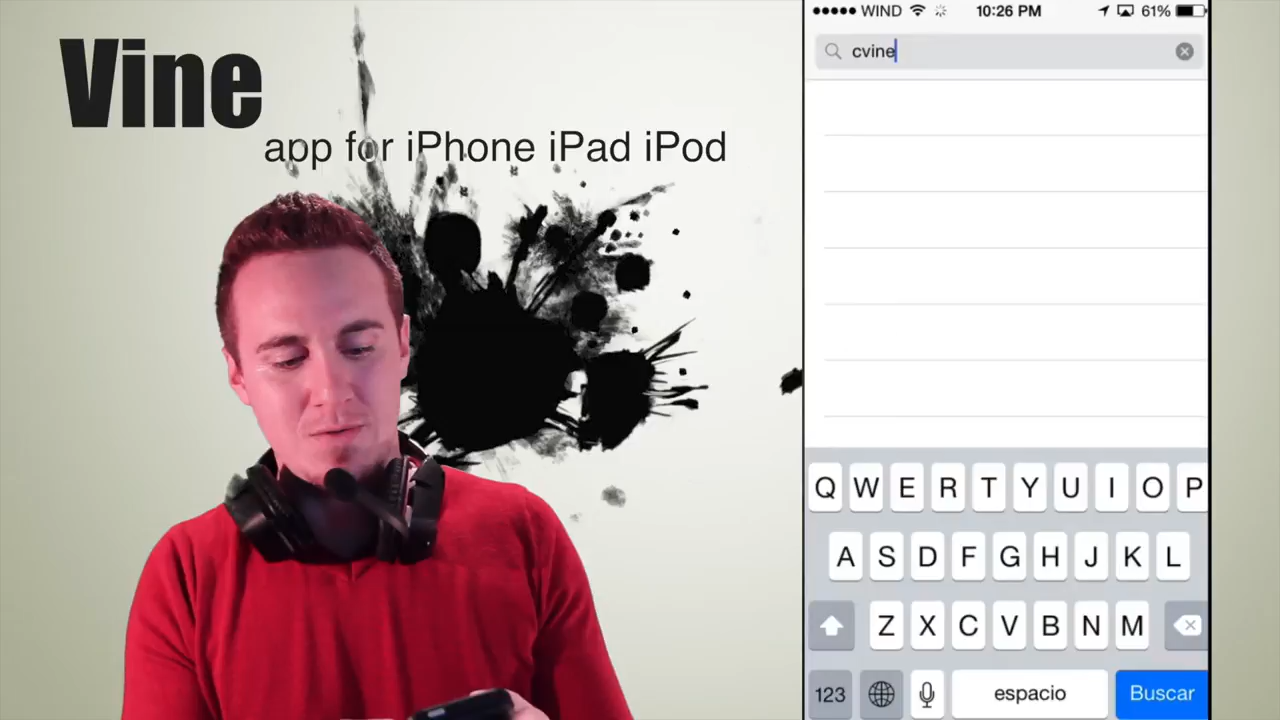 Vine
app for iPhone iPad iPod
WIND 10:26 PM 61%
cvine
Q W E R T Y U I O P
A S D F G H J K L
Z X C V B N M
123 espacio Buscar